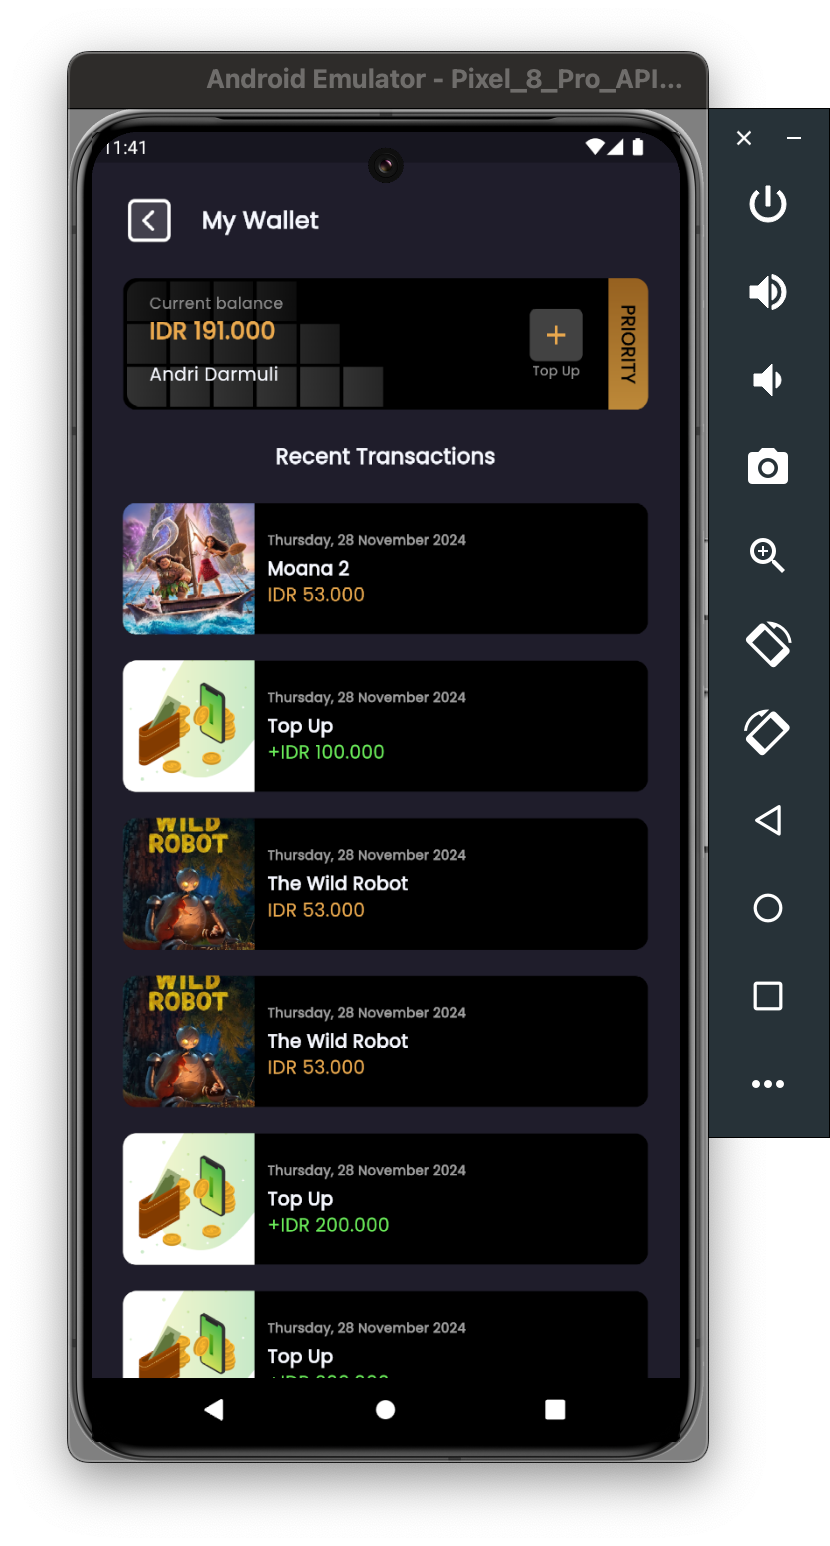 Android Emulator - Pixel_8_Pro_API...
11:41
My Wallet
Current balance
IDR 191.000
Andri Darmuli
Top Up
PRIORITY
Recent Transactions
Thursday, 28 November 2024
Moana 2
IDR 53.000
Thursday, 28 November 2024
Top Up
+IDR 100.000
WILD
ROBOT
Thursday, 28 November 2024
The Wild Robot
IDR 53.000
WILD
ROBOT
Thursday, 28 November 2024
The Wild Robot
IDR 53.000
Thursday, 28 November 2024
Top Up
+IDR 200.000
Thursday, 28 November 2024
Top Up